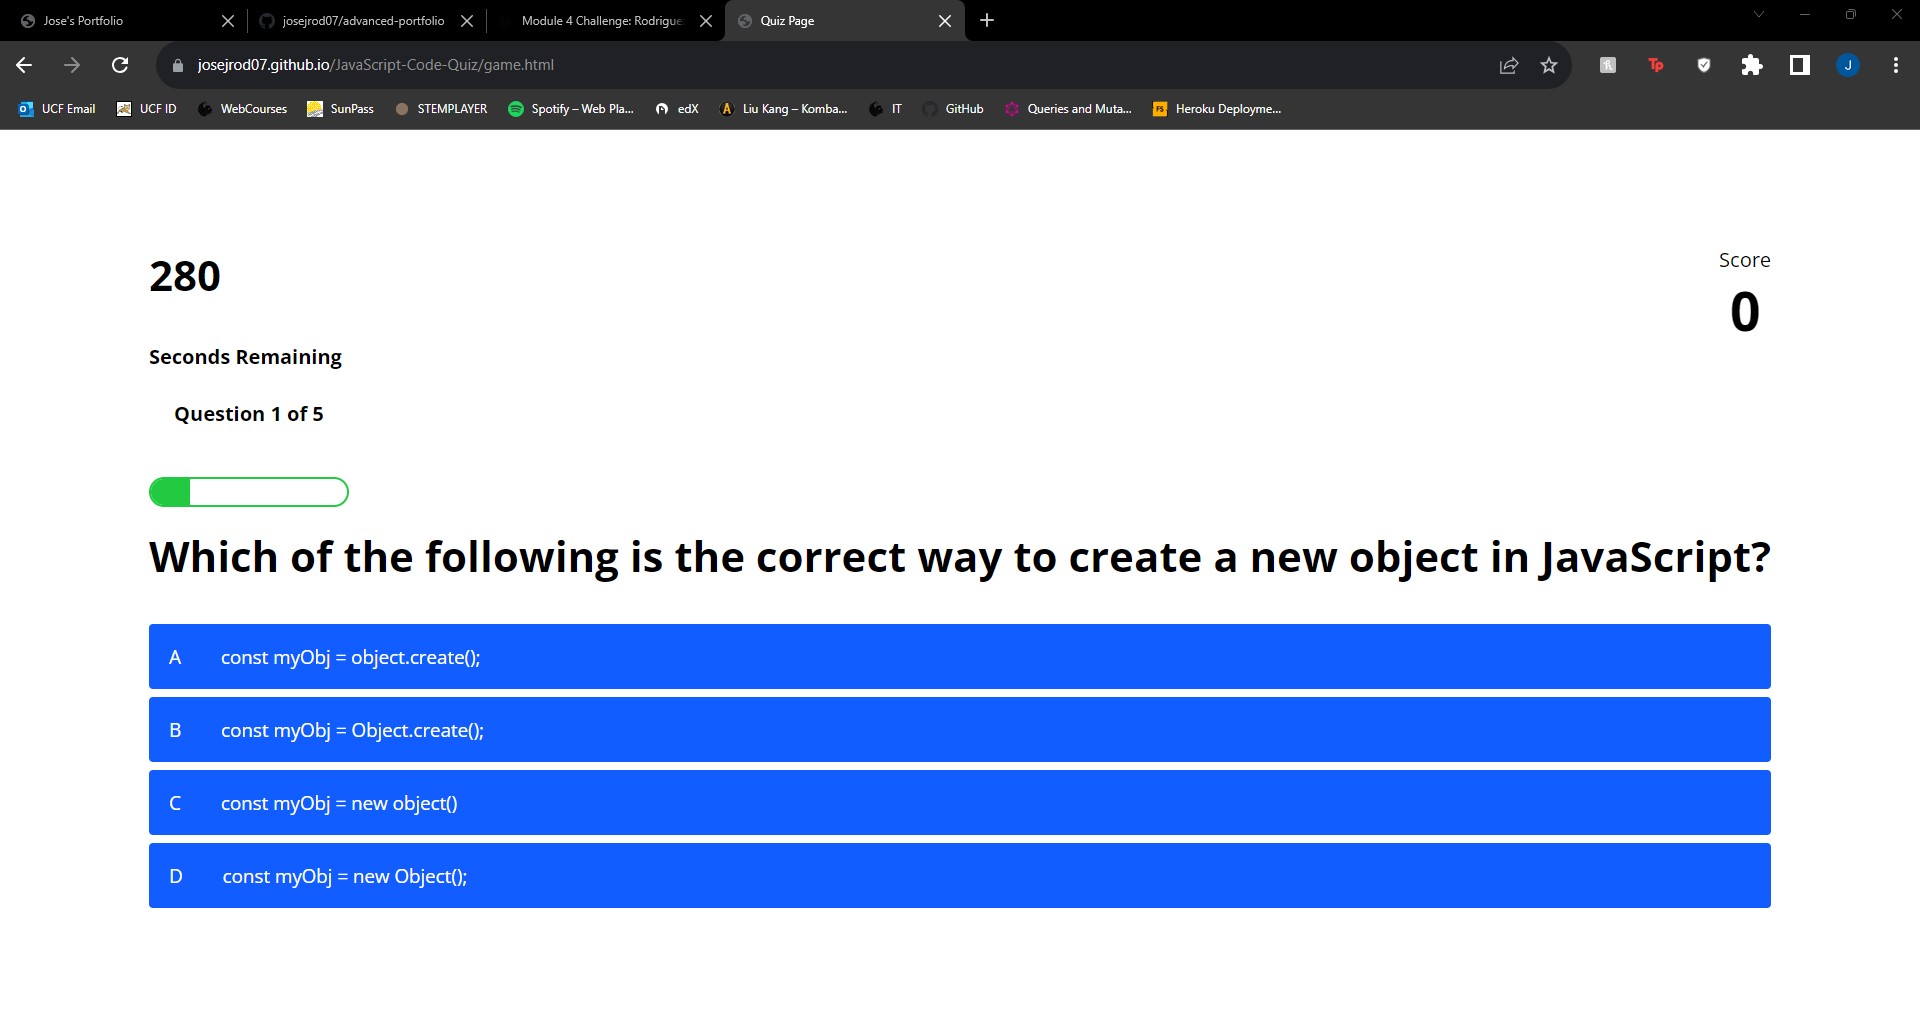 Jose's Portfolio
josejrod07/advanced-portfolio
Module 4 Challenge: Rodrigue
Quiz Page
josejrod07.github.io/JavaScript-Code-Quiz/game.html
Tp
J
UCF Email
UCF ID
WebCourses
SunPass
STEMPLAYER
Spotify – Web Pla...
edX
Liu Kang – Komba...
IT
GitHub
Queries and Muta...
FS
Heroku Deployme...
280
Score
0
Seconds Remaining
Question 1 of 5
Which of the following is the correct way to create a new object in JavaScript?
A const myObj = object.create();
B const myObj = Object.create();
C const myObj = new object()
D const myObj = new Object();